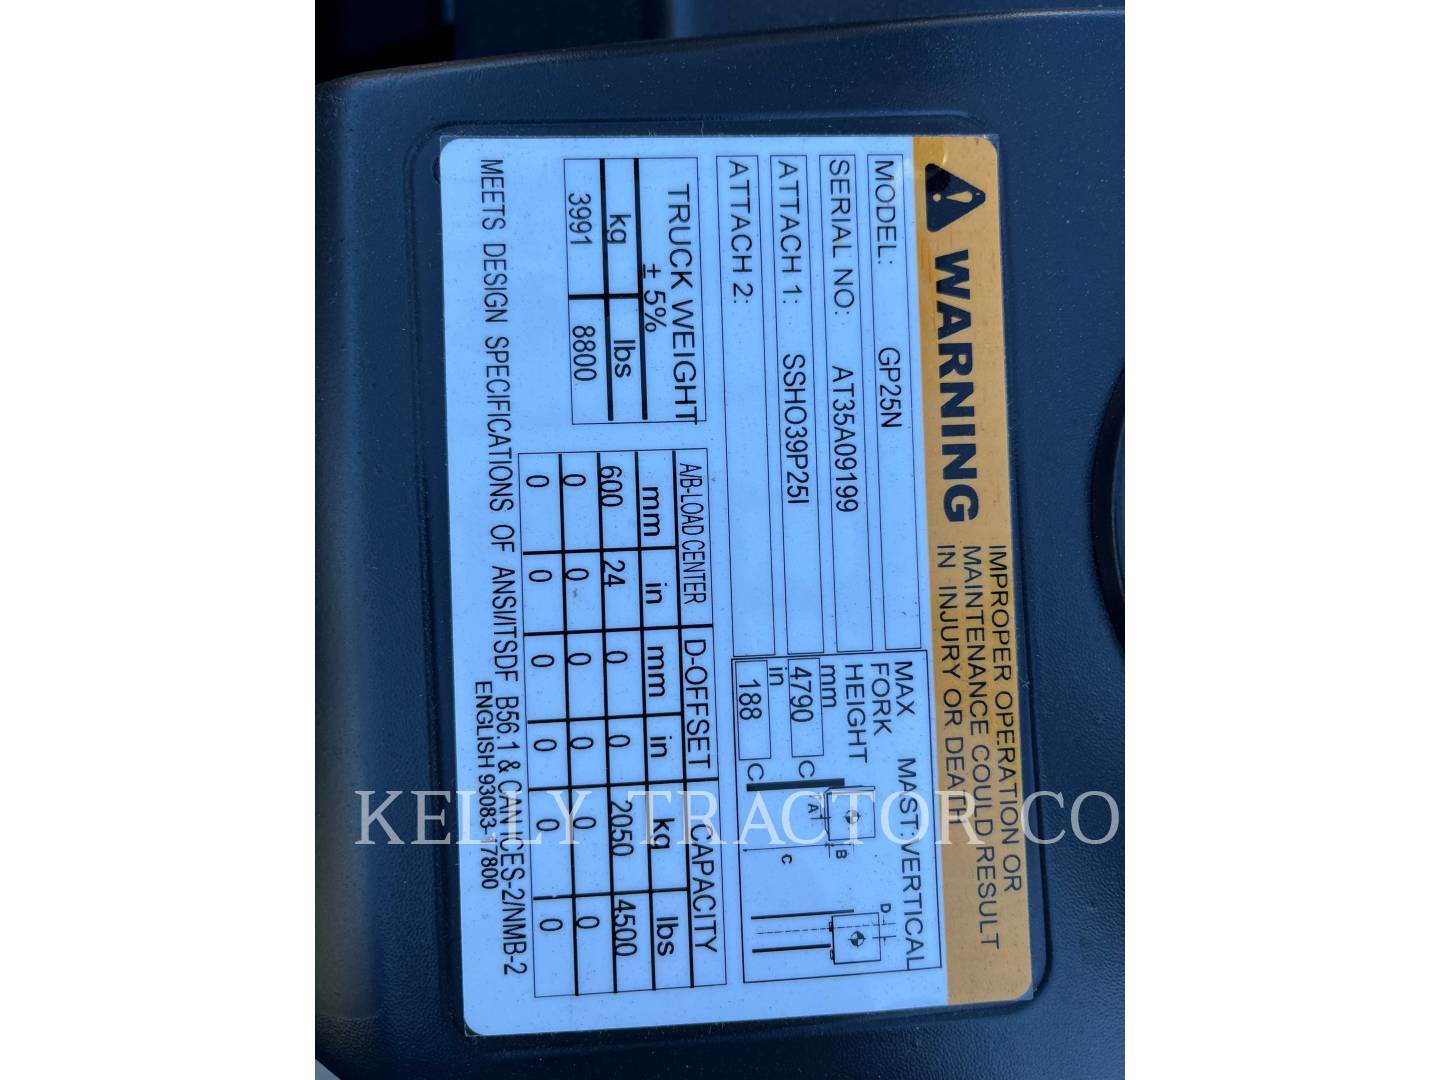 WARNING
IMPROPER OPERATION OR
MAINTENANCE COULD RESULT
IN INJURY OR DEATH
MODEL: GP25N
SERIAL NO: AT35A09199
ATTACH 1: SSHO39P25I
ATTACH 2:
MAX
FORK
HEIGHT
MAST: VERTICAL
mm
4790 C
in
188 C
A
B
C
D
TRUCK WEIGHT
± 5%
kg lbs
3991 8800
A/B-LOAD CENTER D-OFFSET CAPACITY
mm in mm in kg lbs
600 24 0 0 2050 4500
0 0 0 0 0 0
0 0 0 0 0 0
MEETS DESIGN SPECIFICATIONS OF ANSI/ITSDF B56.1 & CAN/ICES-2/NMB-2
ENGLISH 93083-17800
KELLY TRACTOR CO